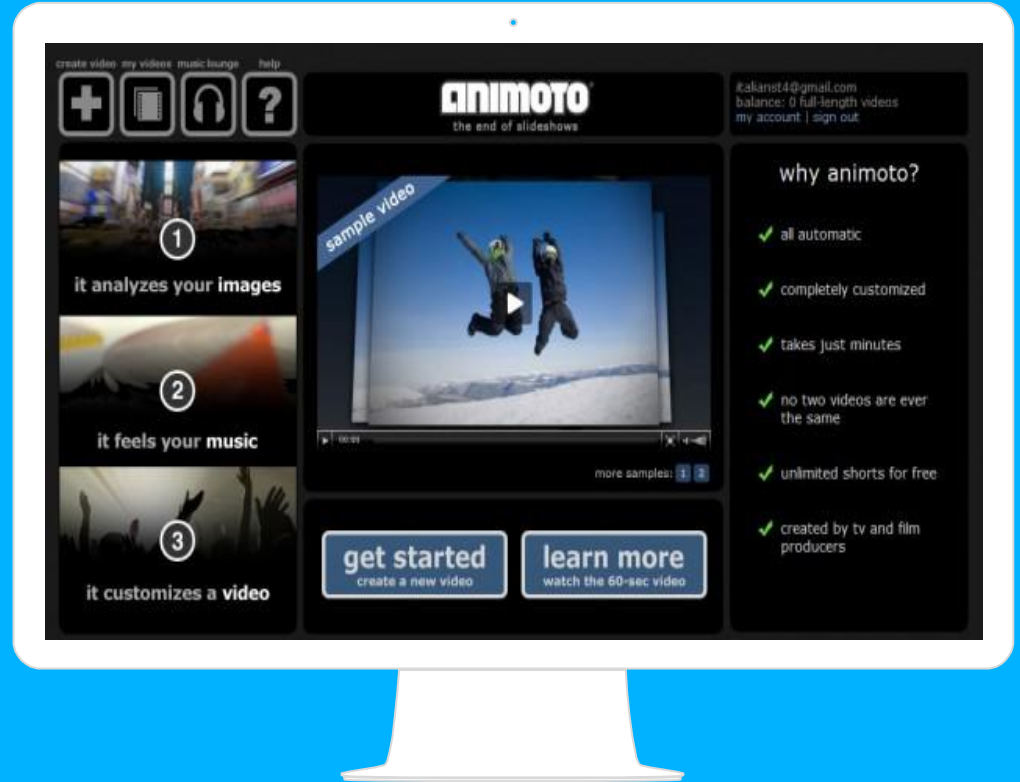 create video my videos music lounge help
ANIMOTO
the end of slideshows
italianst4@gmail.com
balance: 0 full-length videos
my account | sign out
1
it analyzes your images
2
it feels your music
3
it customizes a video
sample video
00:00
more samples: 1 2
get started
create a new video
learn more
watch the 60-sec video
why animoto?
all automatic
completely customized
takes just minutes
no two videos are ever
the same
unlimited shorts for free
created by tv and film
producers